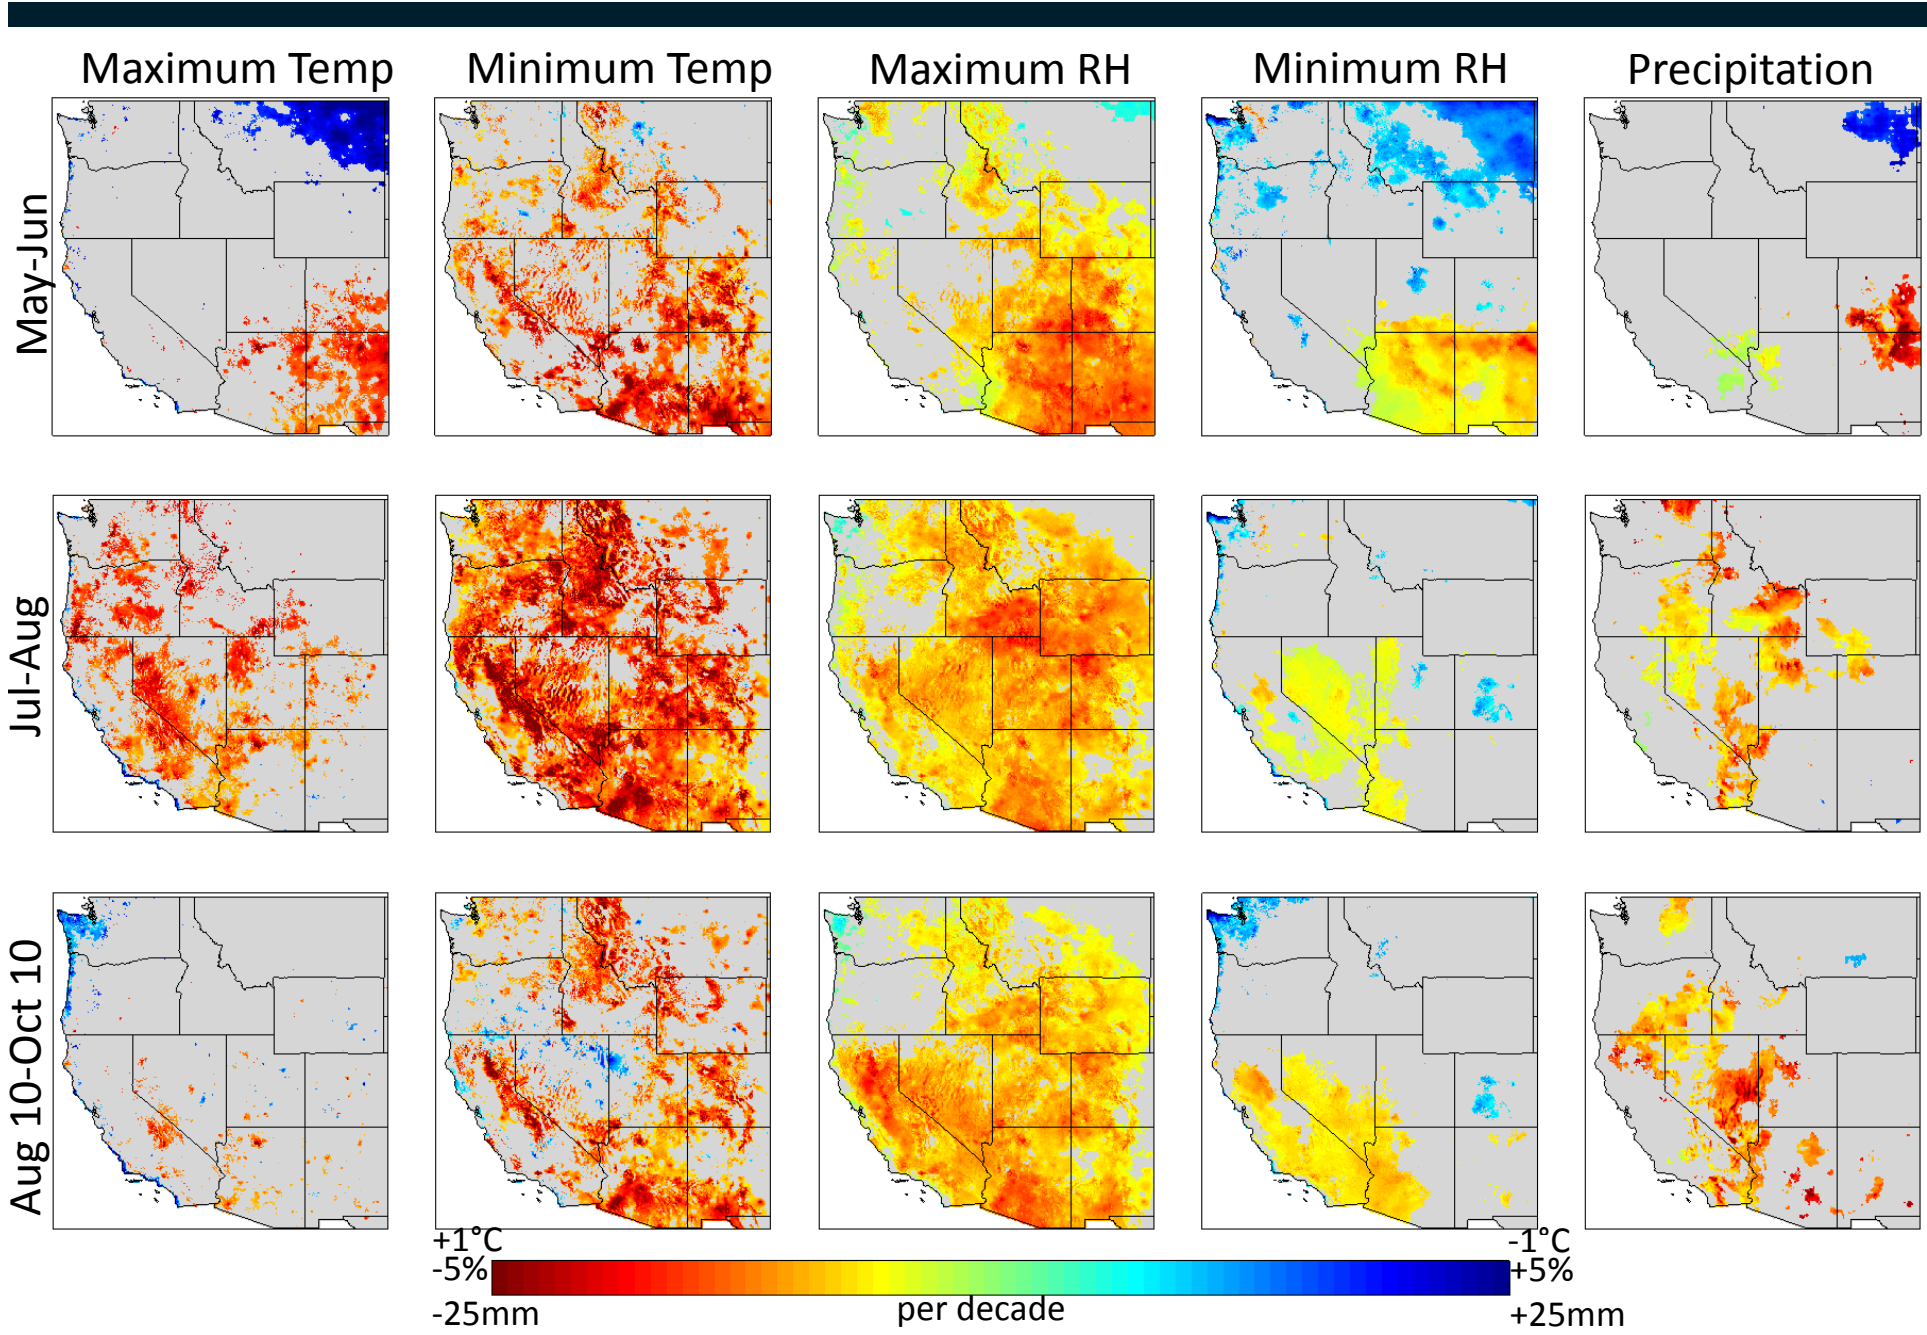 Maximum Temp
Minimum Temp
Maximum RH
Minimum RH
Precipitation
May-Jun
Jul-Aug
Aug 10-Oct 10
+1°C
-1°C
-5%
+5%
-25mm
per decade
+25mm